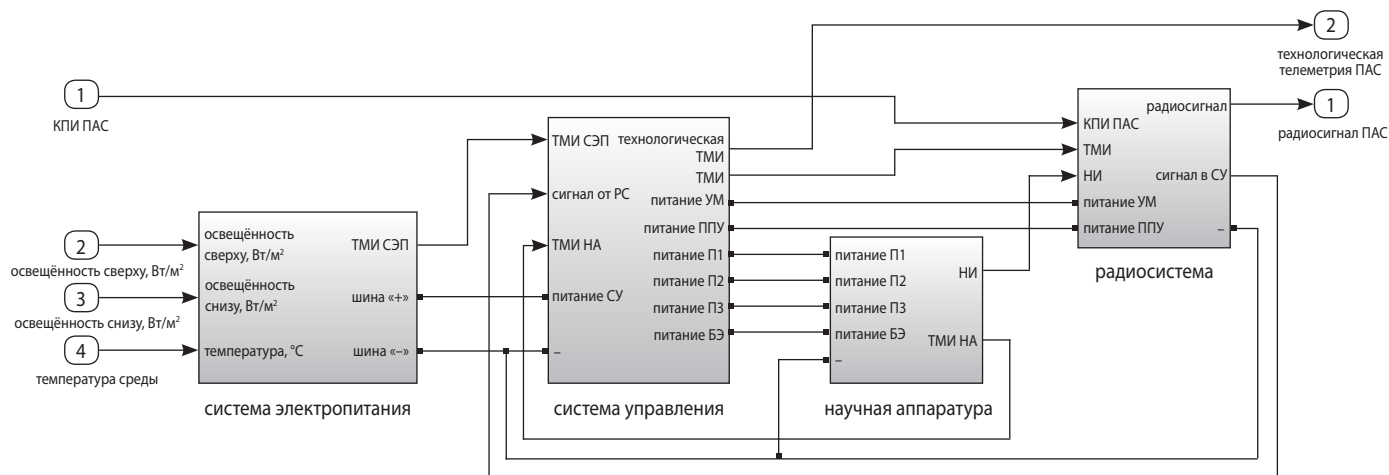 2
технологическая
телеметрия ПАС
1
КПИ ПАС
1
радиосигнал ПАС
радиосигнал
КПИ ПАС
ТМИ
НИ
сигнал в СУ
питание УМ
питание ППУ
–
радиосистема
ТМИ СЭП
технологическая
ТМИ
ТМИ
сигнал от РС
питание УМ
питание ППУ
ТМИ НА
питание П1
питание П2
питание СУ
питание П3
питание БЭ
–
система управления
2
освещённость сверху, Вт/м²
3
освещённость снизу, Вт/м²
4
температура среды
освещённость
сверху, Вт/м²
ТМИ СЭП
освещённость
снизу, Вт/м²
шина «+»
температура, °C
шина «–»
система электропитания
питание П1
НИ
питание П2
питание П3
питание БЭ
ТМИ НА
–
научная аппаратура